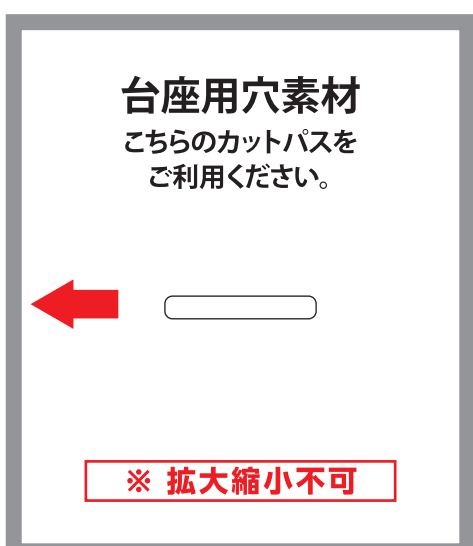 台座用穴素材
こちらのカットパスを
ご利用ください。
※ 拡大縮小不可